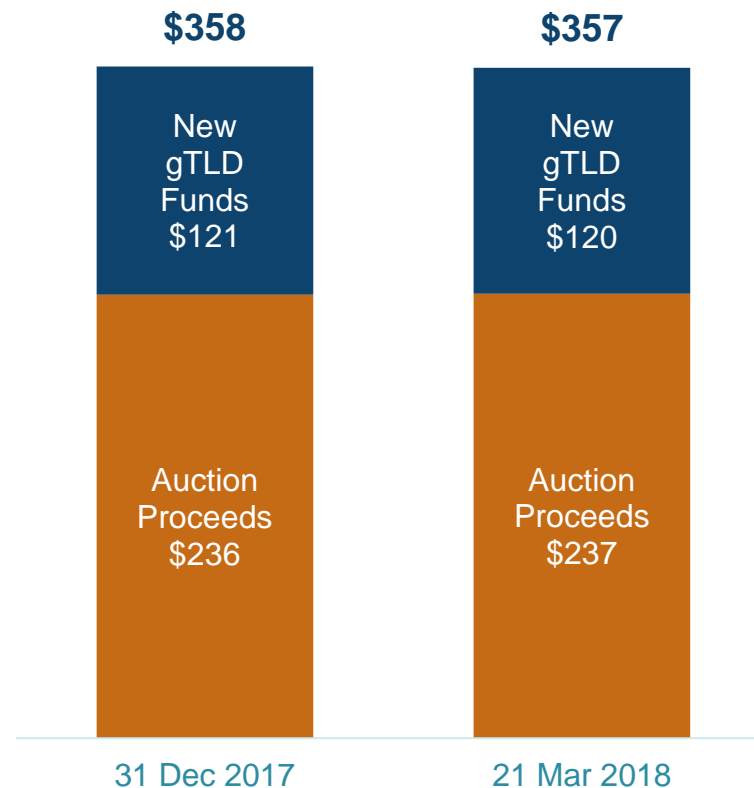 $358
$357
New
gTLD
Funds
$121
New
gTLD
Funds
$120
Auction
Proceeds
$236
Auction
Proceeds
$237
31 Dec 2017
21 Mar 2018